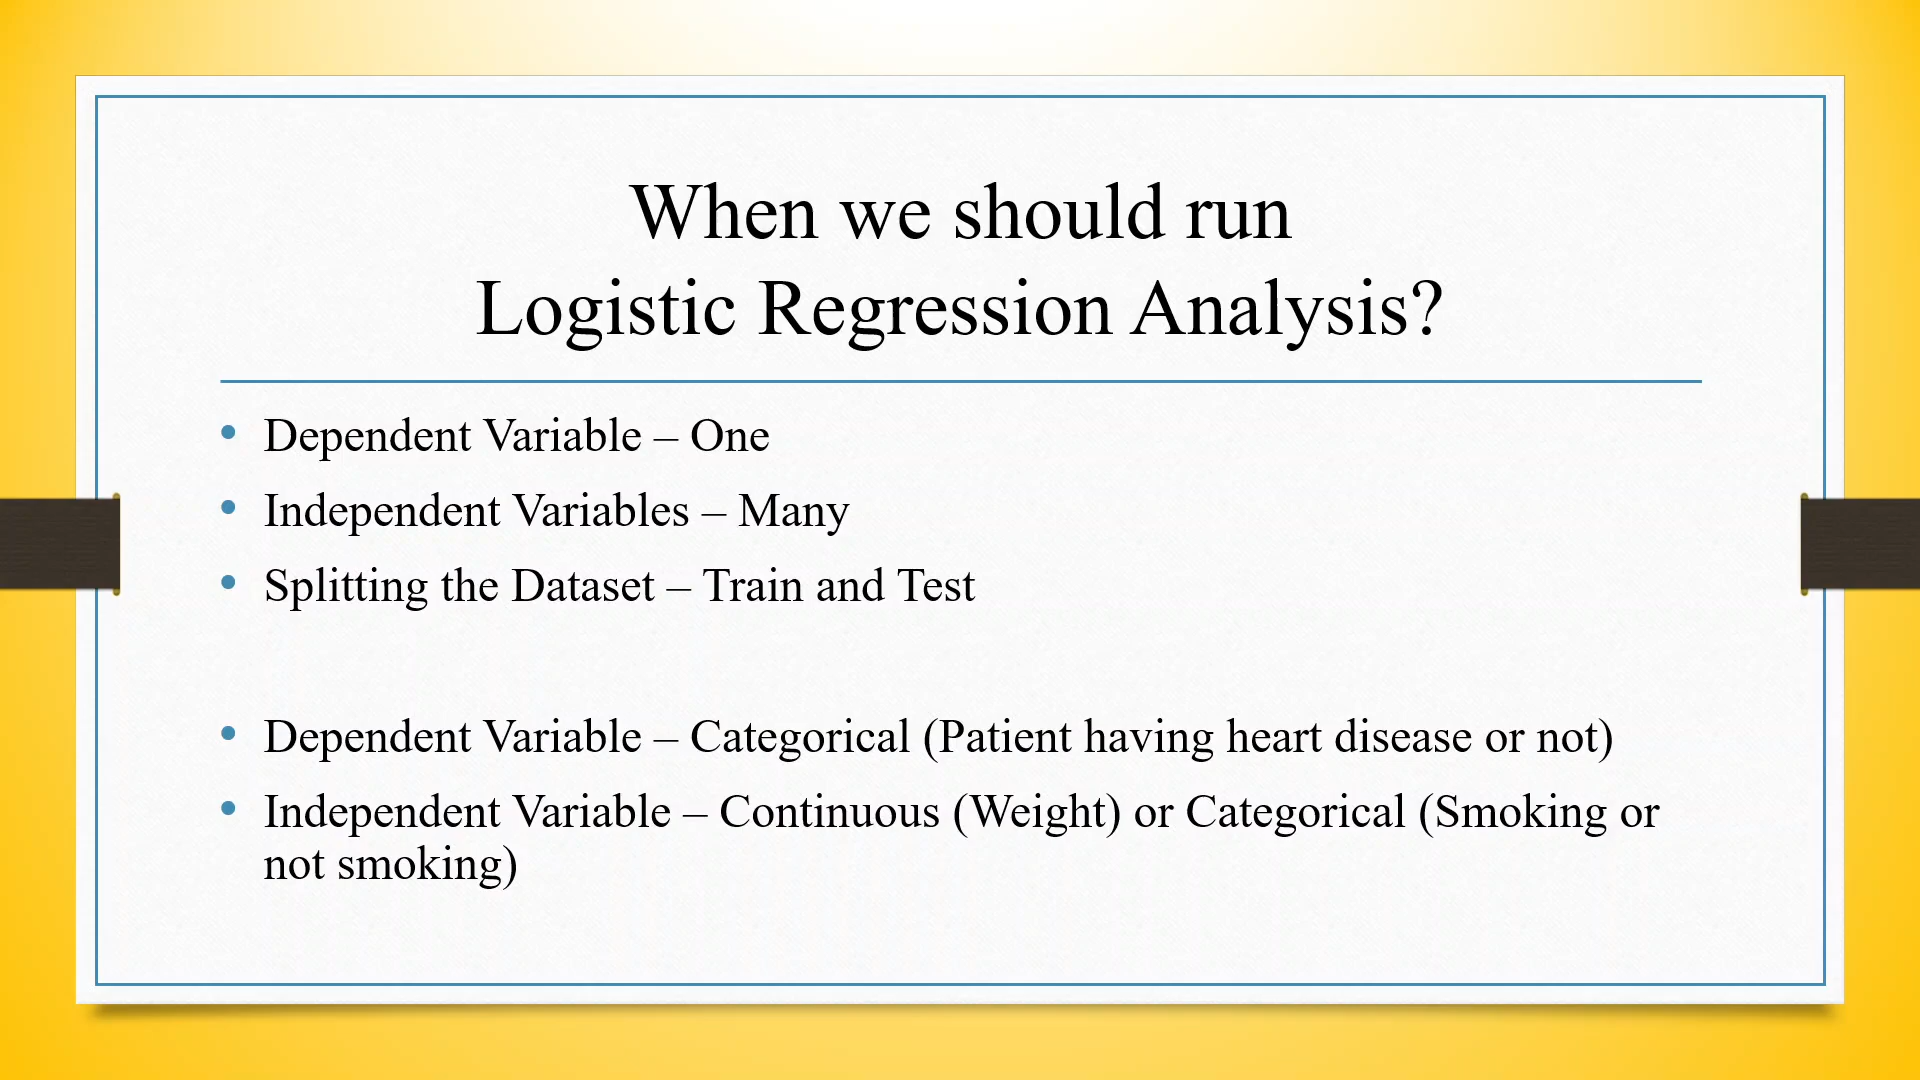 When we should run
Logistic Regression Analysis?
• Dependent Variable – One
• Independent Variables – Many
• Splitting the Dataset – Train and Test
• Dependent Variable – Categorical (Patient having heart disease or not)
• Independent Variable – Continuous (Weight) or Categorical (Smoking or
not smoking)